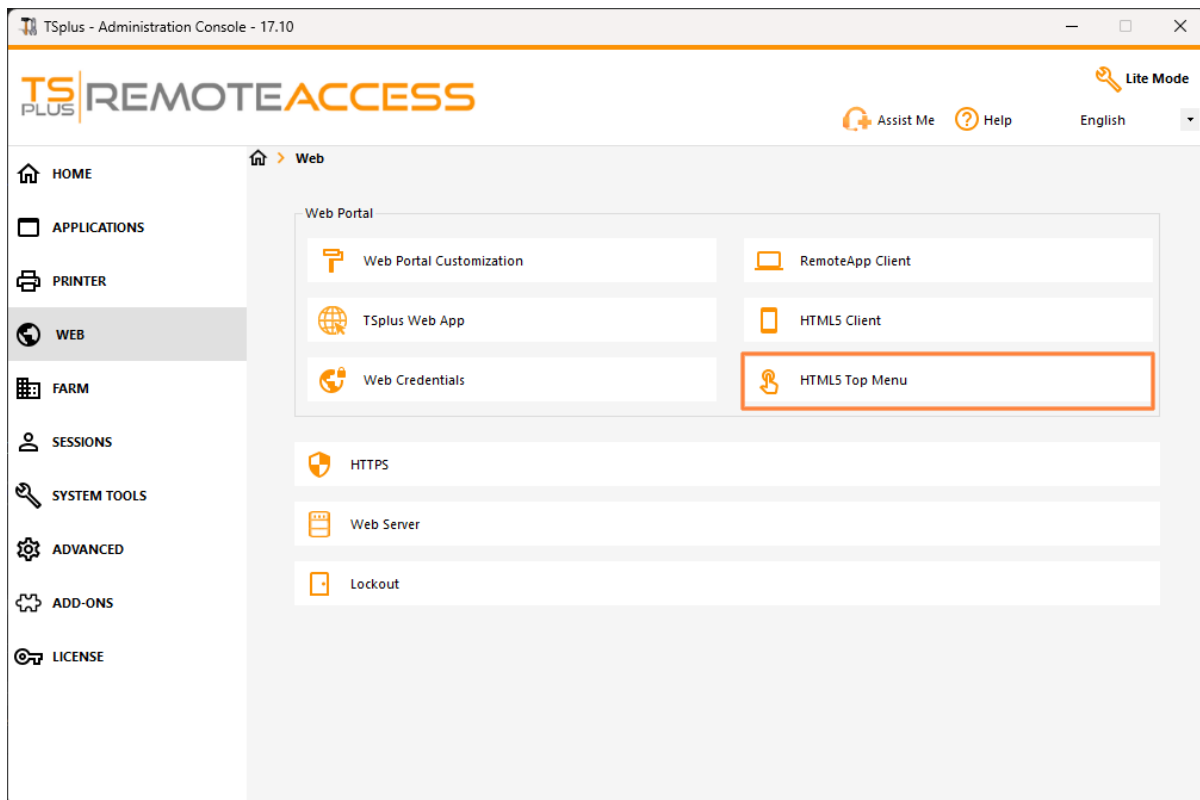 TSplus - Administration Console - 17.10
TS PLUS REMOTEACCESS
Lite Mode
Assist Me
Help
English
HOME
APPLICATIONS
PRINTER
WEB
FARM
SESSIONS
SYSTEM TOOLS
ADVANCED
ADD-ONS
LICENSE
Web
Web Portal
Web Portal Customization
RemoteApp Client
TSplus Web App
HTML5 Client
Web Credentials
HTML5 Top Menu
HTTPS
Web Server
Lockout